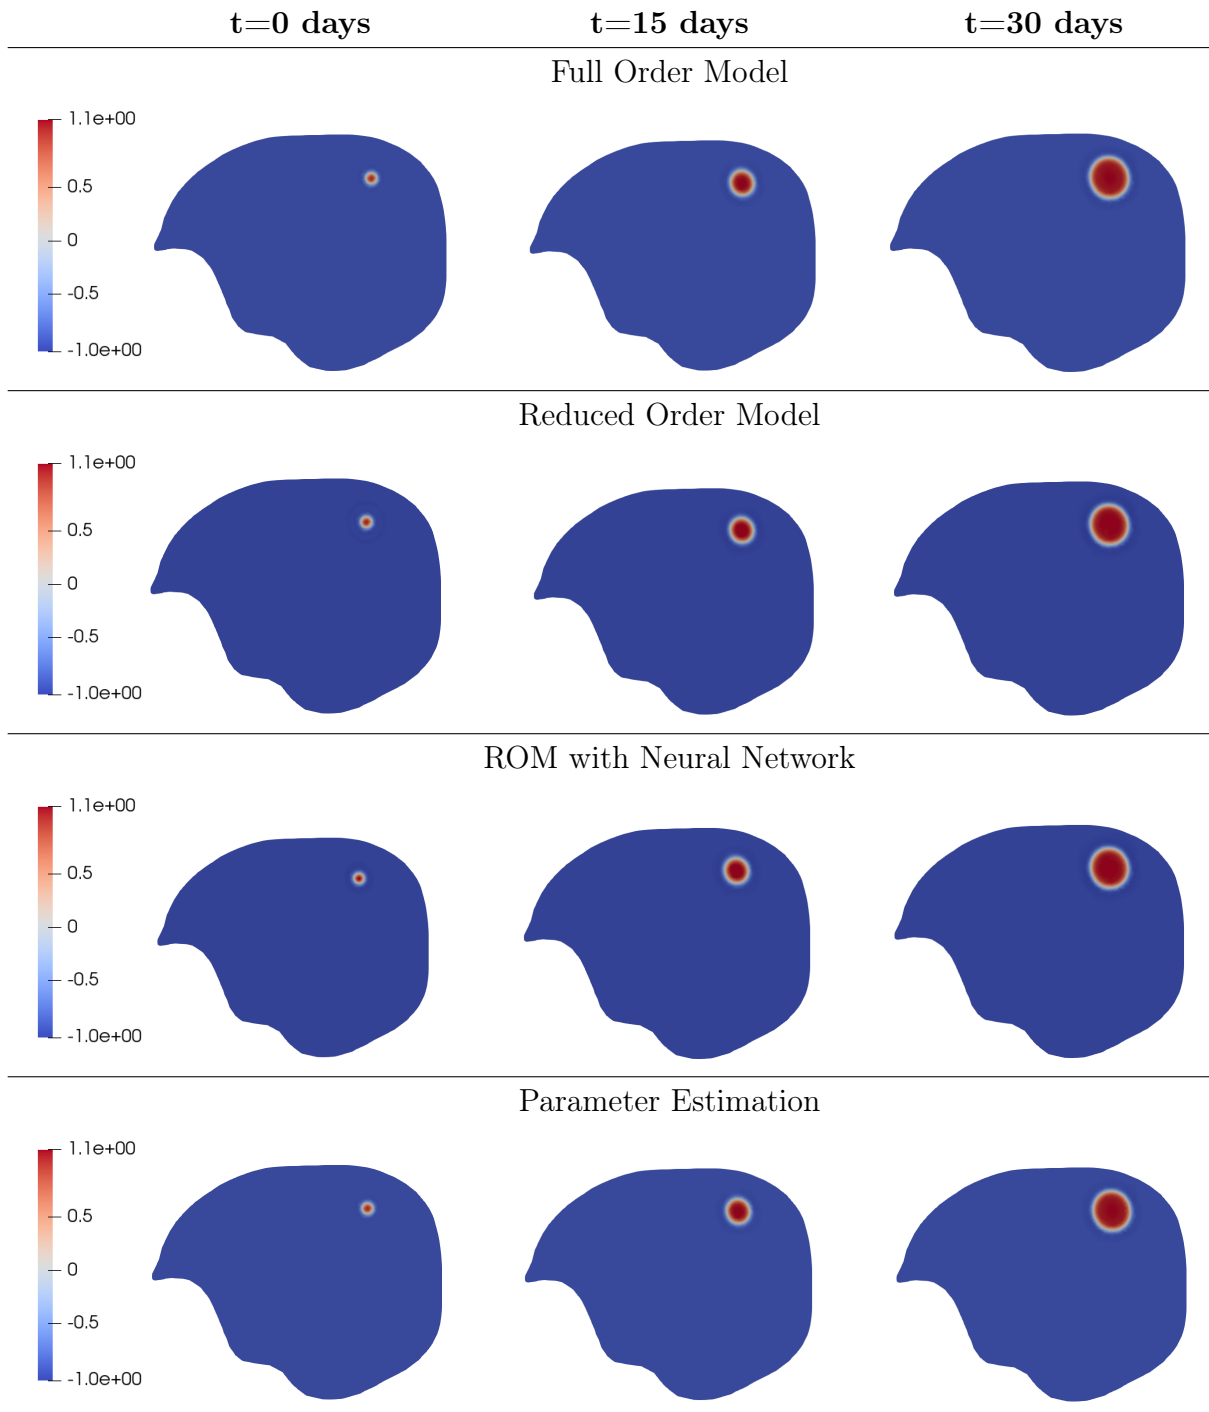 t=0 days t=15 days t=30 days
Full Order Model
1.1e+00
0.5
0
-0.5
-1.0e+00
Reduced Order Model
1.1e+00
0.5
0
-0.5
-1.0e+00
ROM with Neural Network
1.1e+00
0.5
0
-0.5
-1.0e+00
Parameter Estimation
1.1e+00
0.5
0
-0.5
-1.0e+00